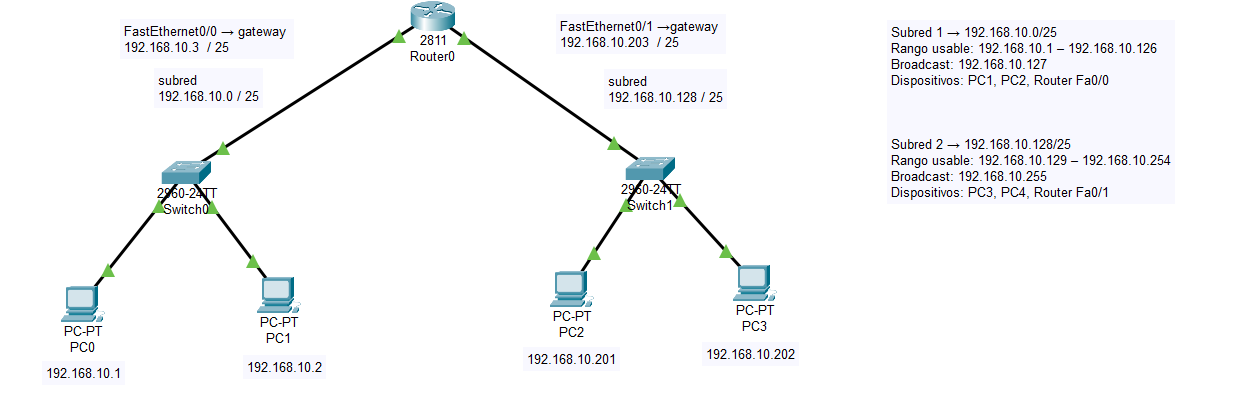 FastEthernet0/0 → gateway
192.168.10.3 / 25
2811
Router0
FastEthernet0/1 →gateway
192.168.10.203 / 25
subred
192.168.10.0 / 25
subred
192.168.10.128 / 25
2960-24TT
Switch0
2960-24TT
Switch1
PC-PT
PC0
192.168.10.1
PC-PT
PC1
192.168.10.2
PC-PT
PC2
192.168.10.201
PC-PT
PC3
192.168.10.202
Subred 1 → 192.168.10.0/25
Rango usable: 192.168.10.1 – 192.168.10.126
Broadcast: 192.168.10.127
Dispositivos: PC1, PC2, Router Fa0/0
Subred 2 → 192.168.10.128/25
Rango usable: 192.168.10.129 – 192.168.10.254
Broadcast: 192.168.10.255
Dispositivos: PC3, PC4, Router Fa0/1